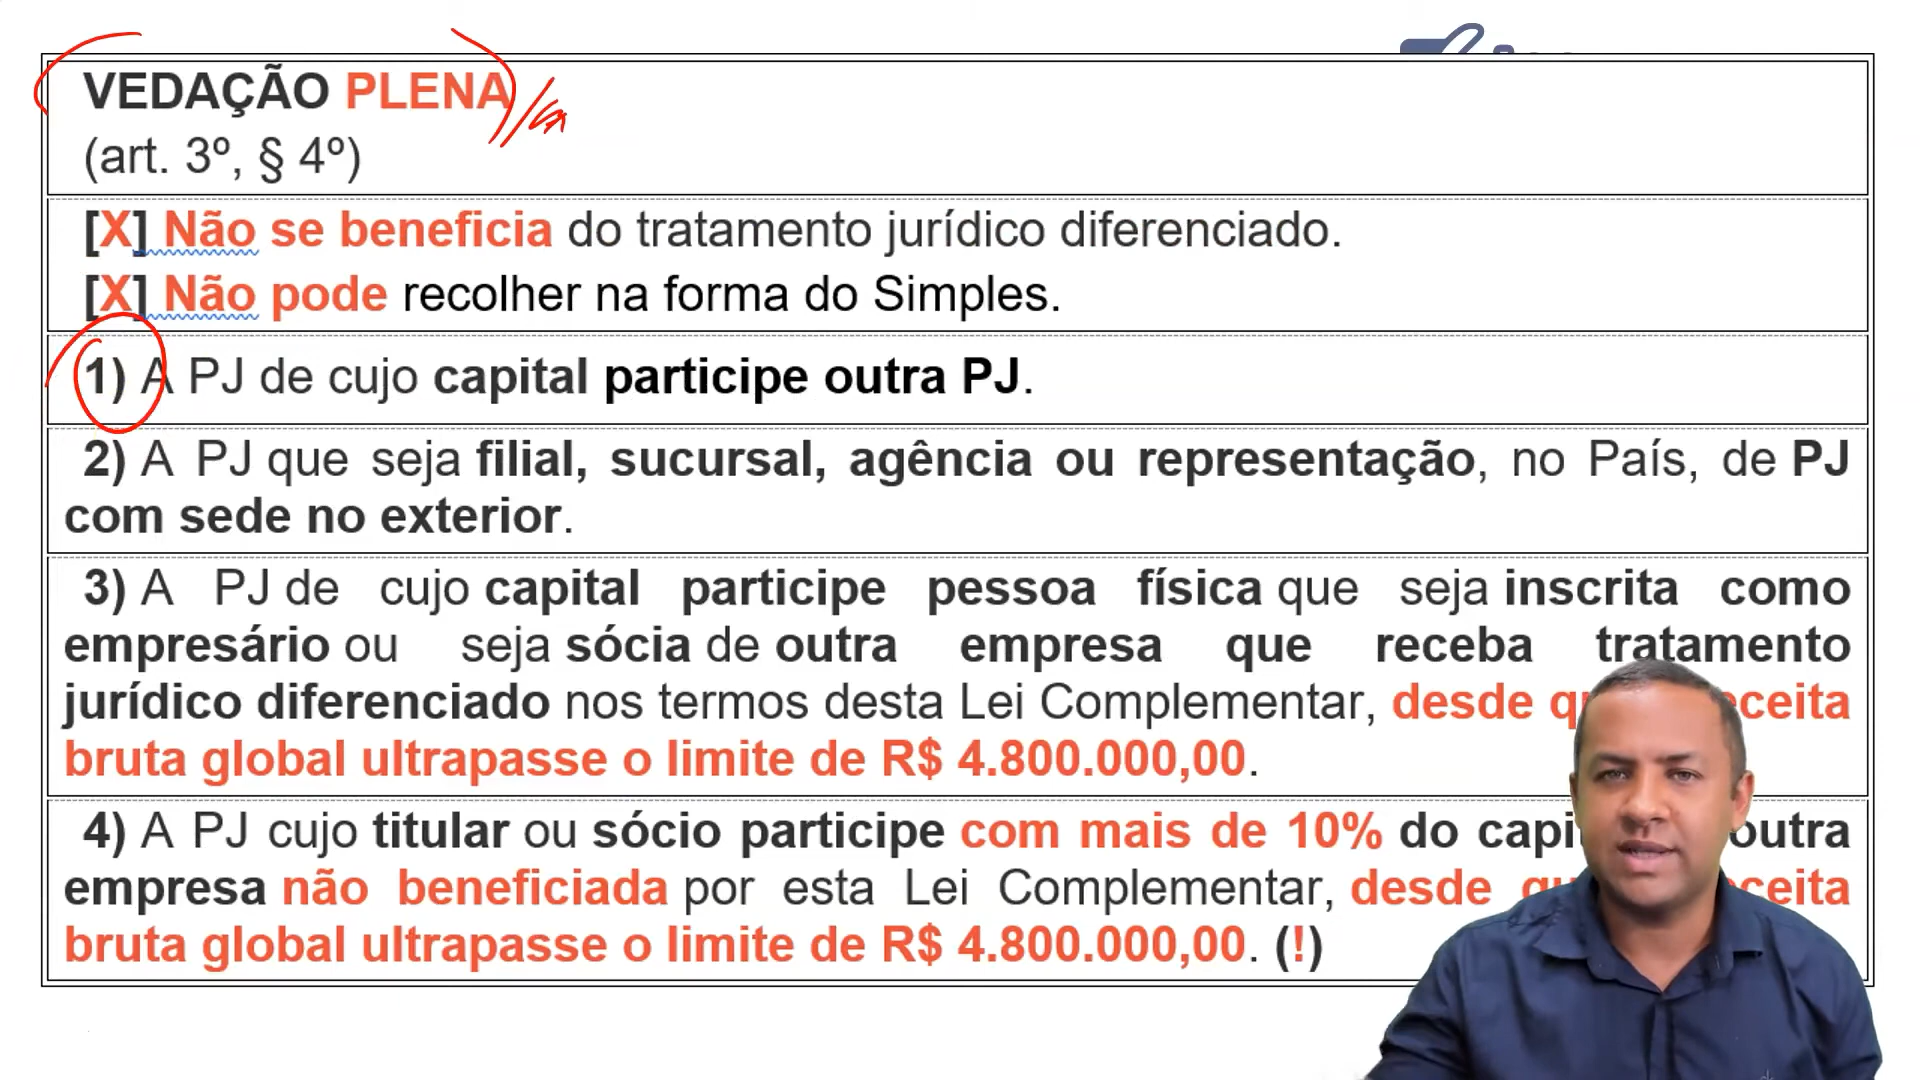 VEDAÇÃO PLENA
(art. 3º, § 4º)
[X] Não se beneficia do tratamento jurídico diferenciado.
[X] Não pode recolher na forma do Simples.
1) A PJ de cujo capital participe outra PJ.
2) A PJ que seja filial, sucursal, agência ou representação, no País, de PJ
com sede no exterior.
3) A PJ de cujo capital participe pessoa física que seja inscrita como
empresário ou seja sócia de outra empresa que receba tratamento
jurídico diferenciado nos termos desta Lei Complementar, desde
bruta global ultrapasse o limite de R$ 4.800.000,00.
4) A PJ cujo titular ou sócio participe com mais de 10% do outra
empresa não beneficiada por esta Lei Complementar, desde
bruta global ultrapasse o limite de R$ 4.800.000,00. (!)